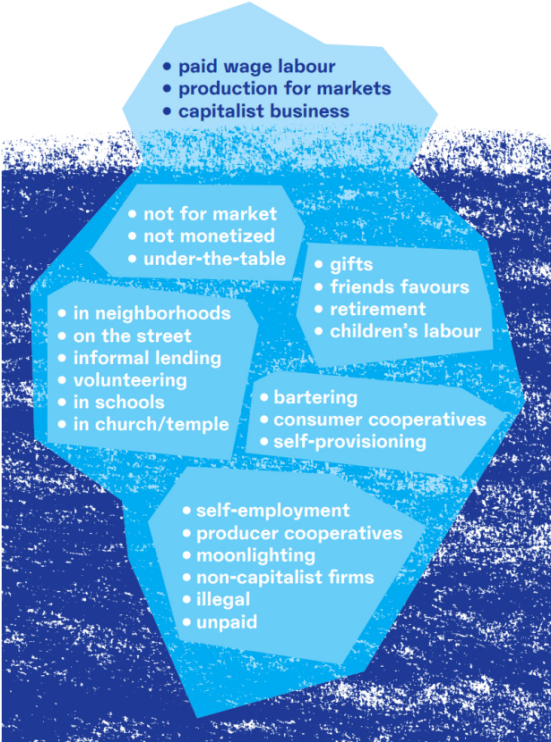 • paid wage labour
• production for markets
• capitalist business
• not for market
• not monetized
• under-the-table
• gifts
• friends favours
• retirement
• children's labour
• in neighborhoods
• on the street
• informal lending
• volunteering
• in schools
• in church/temple
• bartering
• consumer cooperatives
• self-provisioning
• self-employment
• producer cooperatives
• moonlighting
• non-capitalist firms
• illegal
• unpaid